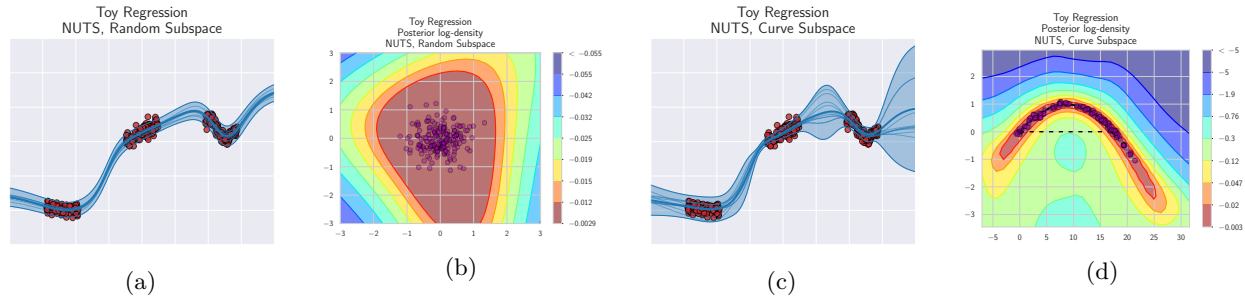 Toy Regression
NUTS, Random Subspace
(a)
Toy Regression
Posterior log-density
NUTS, Random Subspace
3
2
1
0
−1
−2
−3
−3 −2 −1 0 1 2 3
< −0.055
−0.055
−0.042
−0.032
−0.025
−0.019
−0.015
−0.012
−0.0029
(b)
Toy Regression
NUTS, Curve Subspace
(c)
Toy Regression
Posterior log-density
NUTS, Curve Subspace
2
1
0
−1
−2
−3
−5 0 5 10 15 20 25 30
< −5
−5
−1.9
−0.76
−0.3
−0.12
−0.047
−0.02
−0.003
(d)